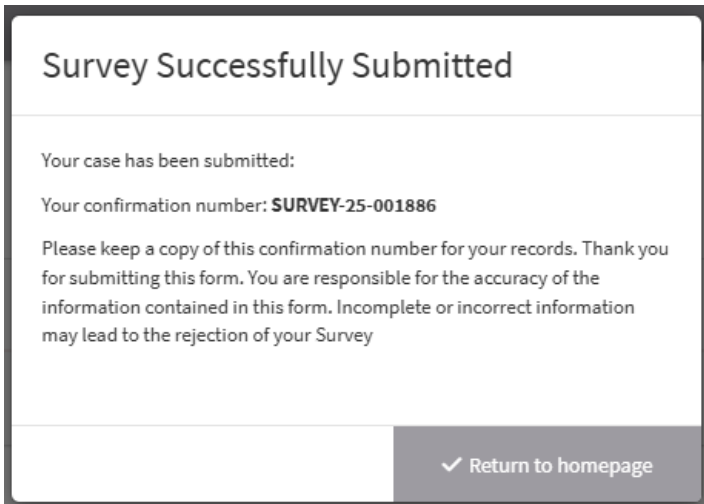 Survey Successfully Submitted
Your case has been submitted:
Your confirmation number: SURVEY-25-001886
Please keep a copy of this confirmation number for your records. Thank you
for submitting this form. You are responsible for the accuracy of the
information contained in this form. Incomplete or incorrect information
may lead to the rejection of your Survey
Return to homepage